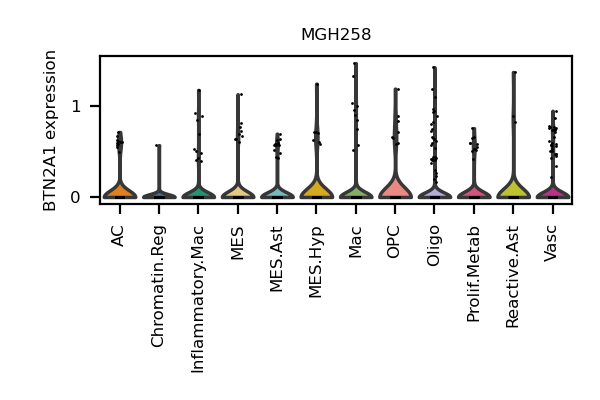 MGH258
BTN2A1 expression
1
0
AC
Chromatin.Reg
Inflammatory.Mac
MES
MES.Ast
MES.Hyp
Mac
OPC
Oligo
Prolif.Metab
Reactive.Ast
Vasc